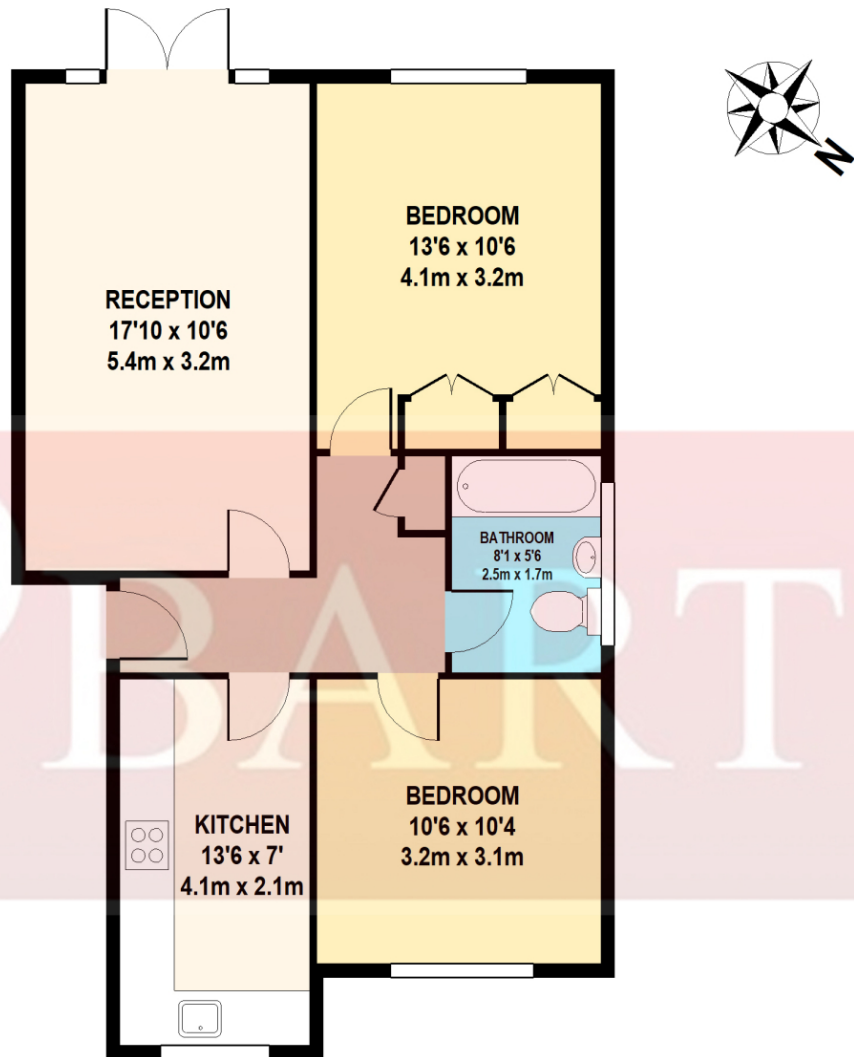 N
BEDROOM
13'6 x 10'6
4.1m x 3.2m
RECEPTION
17'10 x 10'6
5.4m x 3.2m
BATHROOM
8'1 x 5'6
2.5m x 1.7m
BART
KITCHEN
13'6 x 7'
4.1m x 2.1m
BEDROOM
10'6 x 10'4
3.2m x 3.1m